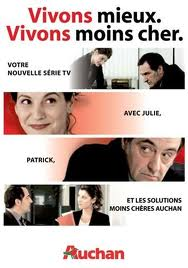 Vivons mieux.
Vivons moins cher.
VOTRE
NOUVELLE SÉRIE TV
AVEC JULIE,
PATRICK,
ET LES SOLUTIONS
MOINS CHÈRES AUCHAN
Auchan